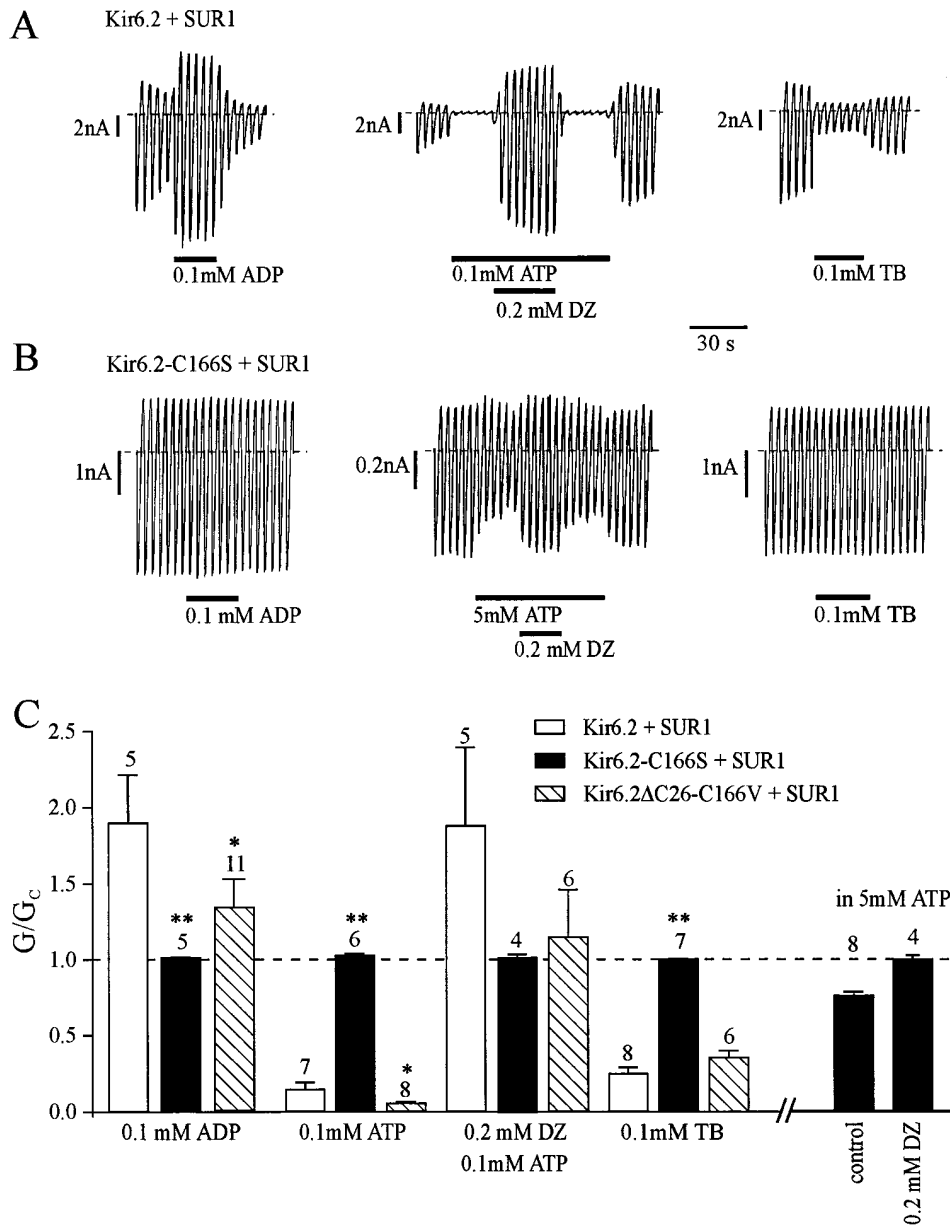 A
Kir6.2 + SUR1
2nA
2nA
2nA
0.1mM ADP
0.1mM ATP
0.2 mM DZ
0.1mM TB
30 s
B
Kir6.2-C166S + SUR1
1nA
0.2nA
1nA
0.1 mM ADP
5mM ATP
0.2 mM DZ
0.1mM TB
C
Kir6.2 + SUR1
Kir6.2-C166S + SUR1
Kir6.2ΔC26-C166V + SUR1
G/GC
2.5
2.0
1.5
1.0
0.5
0.0
5
**
5
*
11
7
**
6
*
8
5
4
6
8
**
7
6
in 5mM ATP
8
4
0.1 mM ADP
0.1mM ATP
0.2 mM DZ
0.1mM ATP
0.1mM TB
//
control
0.2 mM DZ